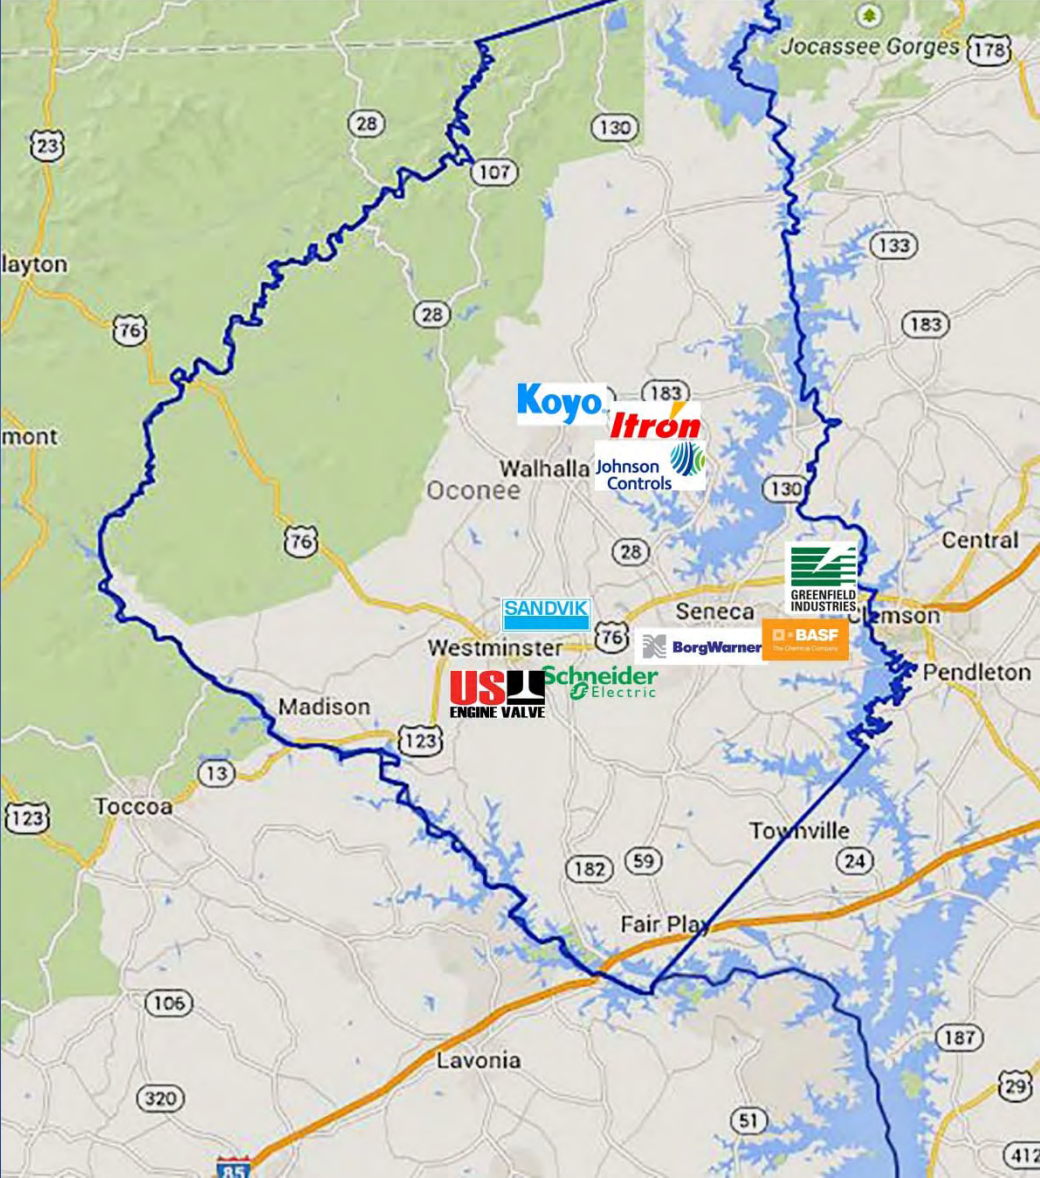 Jocassee Gorges
178
28
130
23
107
133
layton
28
76
183
Koyo
183
Itrón
mont
Walhalla
Johnson
Controls
Oconee
130
76
28
Central
GREENFIELD
INDUSTRIES
SANDVIK
Seneca
Clemson
76
Westminster
BorgWarner
BASF
The Chemical Company
Schneider
Electric
Pendleton
US
ENGINE VALVE
Madison
123
13
Toccoa
123
Townville
182
59
24
Fair Play
106
187
Lavonia
320
29
51
412
85